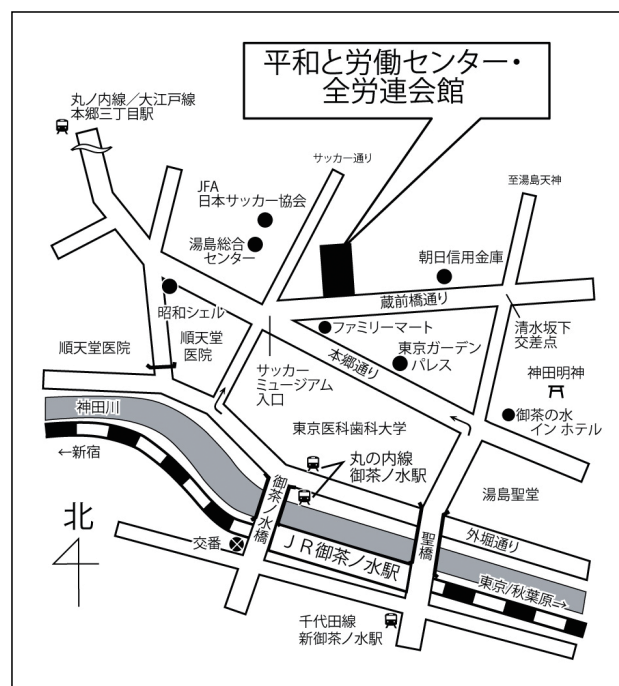 平和と労働センター・
全労連会館
丸ノ内線／大江戸線
本郷三丁目駅
サッカー通り
至湯島天神
JFA
日本サッカー協会
湯島総合
センター
朝日信用金庫
昭和シェル
蔵前橋通り
ファミリーマート
清水坂下
交差点
順天堂医院
順天堂
医院
サッカー
ミュージアム
入口
本郷通り
東京ガーデン
パレス
神田明神
御茶の水
イン ホテル
神田川
東京医科歯科大学
←新宿
丸の内線
御茶ノ水駅
湯島聖堂
御茶ノ水橋
北
交番
ＪＲ御茶ノ水駅
聖橋
外堀通り
東京/秋葉原→
千代田線
新御茶ノ水駅